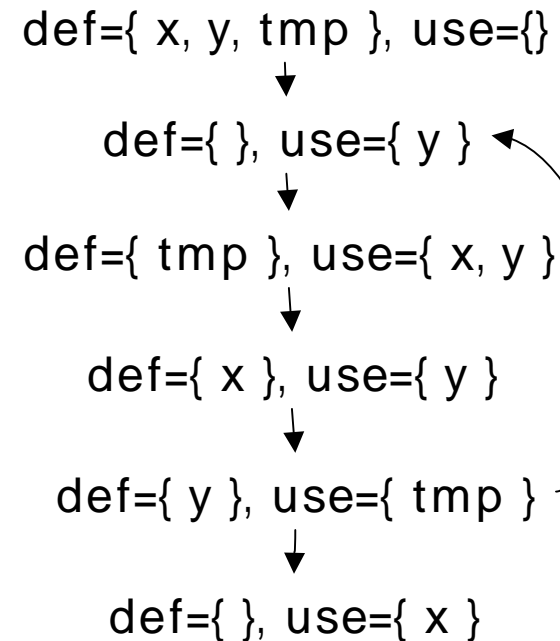 def={ x, y, tmp }, use={}
def={ }, use={ y }
def={ tmp }, use={ x, y }
def={ x }, use={ y }
def={ y }, use={ tmp }
def={ }, use={ x }